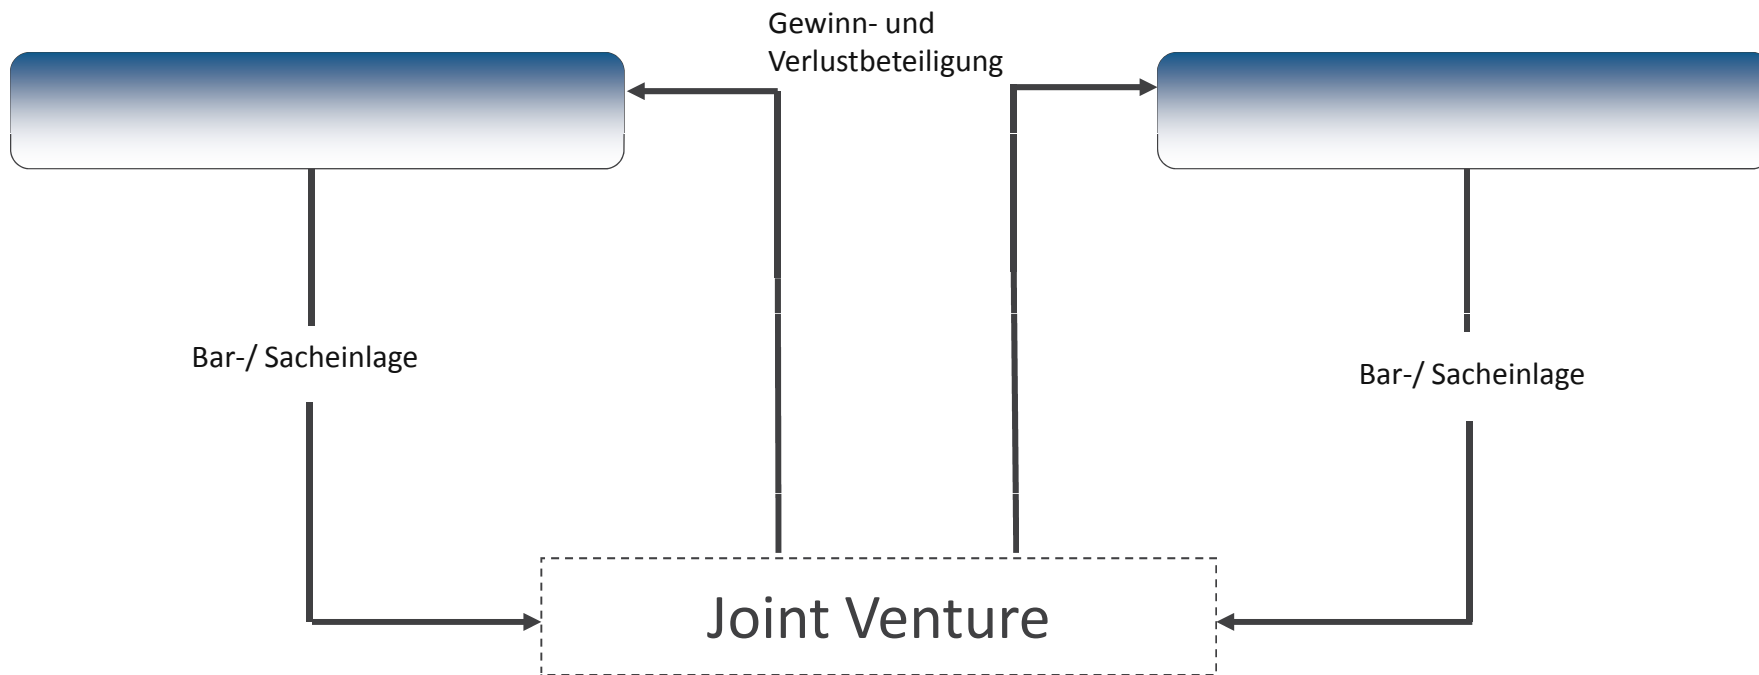 Gewinn- und
Verlustbeteiligung
Bar-/ Sacheinlage
Bar-/ Sacheinlage
Joint Venture